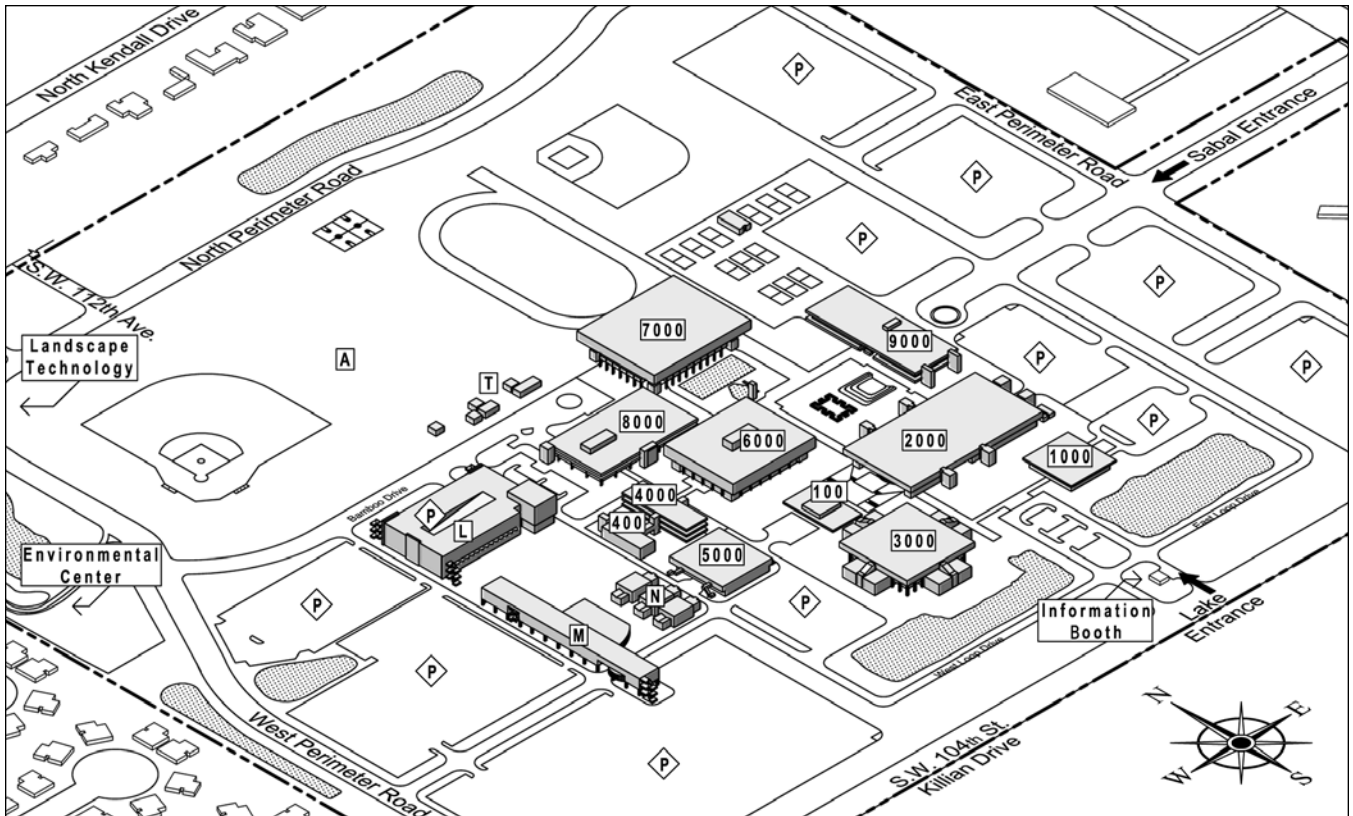 North Kendall Drive
P
East Perimeter Road
Sabal Entrance
P
North Perimeter Road
P
S.W. 112th Ave.
P
Landscape
Technology
A
7000
9000
P
P
T
8000
6000
2000
P
1000
Bamboo Drive
4000
100
P
L
400
East Loop Drive
3000
Environmental
Center
5000
P
N
P
Information
Booth
Lake
Entrance
M
West Loop Drive
P
N
E
West Perimeter Road
P
S.W. 104th St.
Killian Drive
W
S